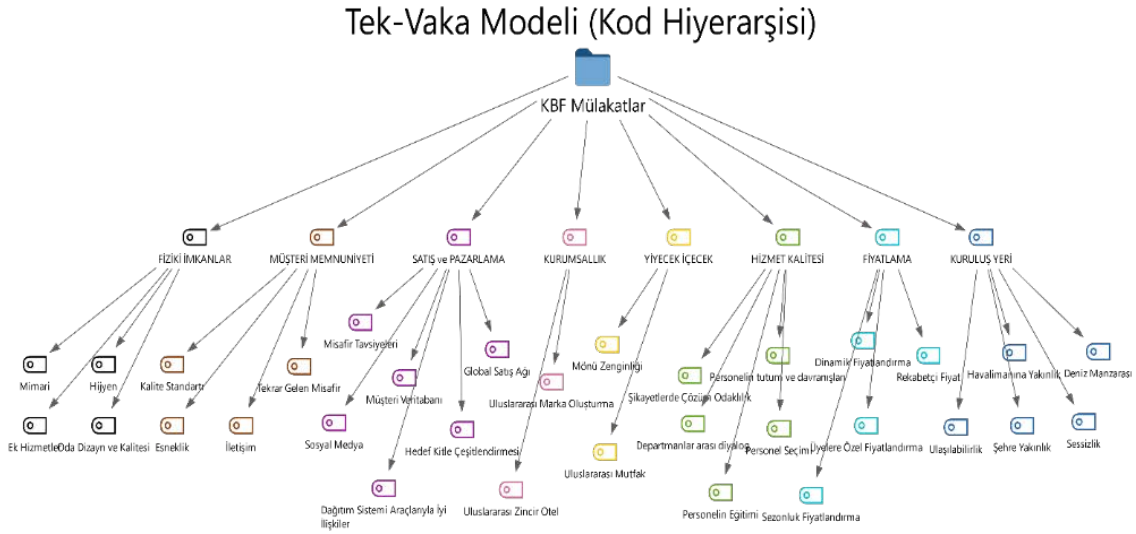 Tek-Vaka Modeli (Kod Hiyerarşisi)
KBF Mülakatlar
FİZİKİ İMKANLAR
MÜŞTERİ MEMNUNİYETİ
SATIŞ ve PAZARLAMA
KURUMSALLIK
YİYECEK İÇECEK
HİZMET KALİTESİ
FİYATLAMA
KURULUŞ YERİ
Misafir Tavsiyeleri
Mimari
Hijyen
Kalite Standartı
Tekrar Gelen Misafir
Müşteri Veritabanı
Global Satış Ağı
Uluslararası Marka Oluşturma
Mönü Zenginliği
Şikayetlerde Çözüm Odaklılık
Personelin tutum ve davranışları
Dinamik Fiyatlandırma
Rekabetçi Fiyat
Havalimanına Yakınlık
Deniz Manzarası
Ek Hizmetler
Oda Dizayn ve Kalitesi
Esneklik
İletişim
Sosyal Medya
Hedef Kitle Çeşitlendirmesi
Uluslararası Mutfak
Departmanlar arası diyalog
Personel Seçimi
Üyelere Özel Fiyatlandırma
Ulaşılabilirlik
Şehre Yakınlık
Sessizlik
Dağıtım Sistemi Araçlarıyla İyi
İlişkiler
Uluslararası Zincir Otel
Personelin Eğitimi
Sezonluk Fiyatlandırma